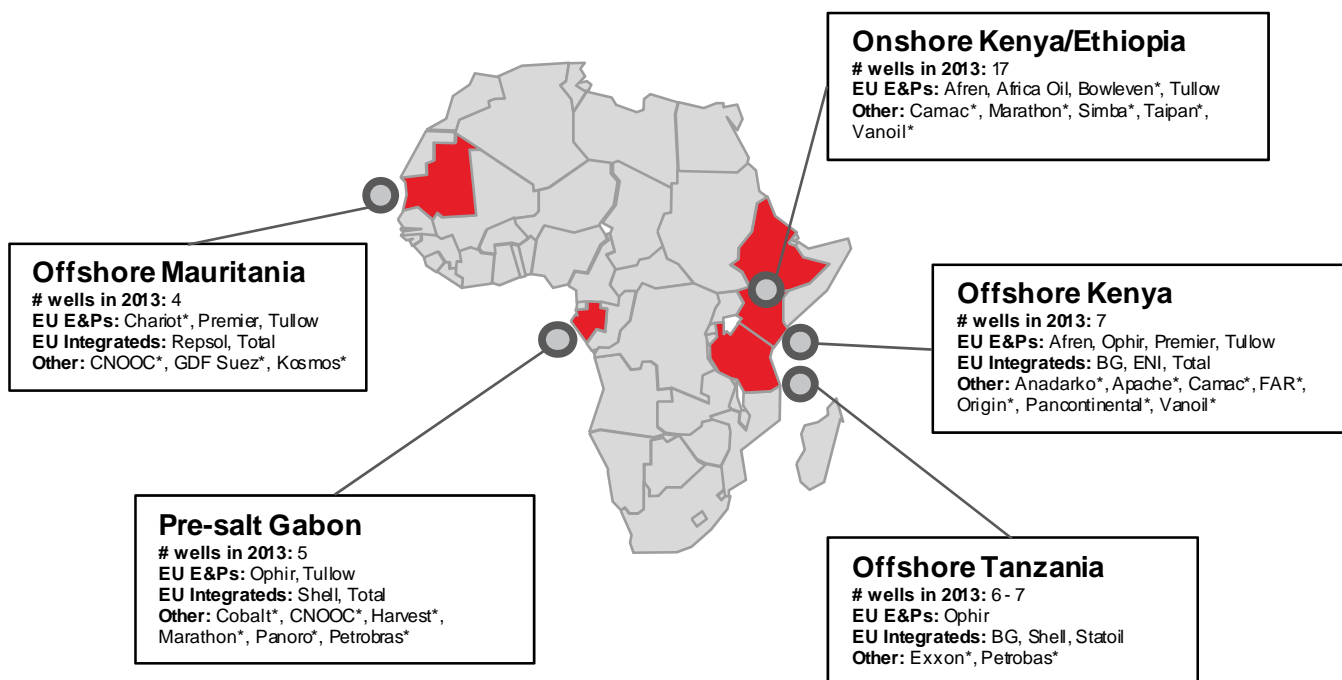 Onshore Kenya/Ethiopia
# wells in 2013: 17
EU E&Ps: Afren, Africa Oil, Bowleven*, Tullow
Other: Camac*, Marathon*, Simba*, Taipan*,
Vanoil*
Offshore Mauritania
# wells in 2013: 4
EU E&Ps: Chariot*, Premier, Tullow
EU Integrateds: Repsol, Total
Other: CNOOC*, GDF Suez*, Kosmos*
Offshore Kenya
# wells in 2013: 7
EU E&Ps: Afren, Ophir, Premier, Tullow
EU Integrateds: BG, ENI, Total
Other: Anadarko*, Apache*, Camac*, FAR*,
Origin*, Pancontinental*, Vanoil*
Pre-salt Gabon
# wells in 2013: 5
EU E&Ps: Ophir, Tullow
EU Integrateds: Shell, Total
Other: Cobalt*, CNOOC*, Harvest*,
Marathon*, Panoro*, Petrobras*
Offshore Tanzania
# wells in 2013: 6 - 7
EU E&Ps: Ophir
EU Integrateds: BG, Shell, Statoil
Other: Exxon*, Petrobas*